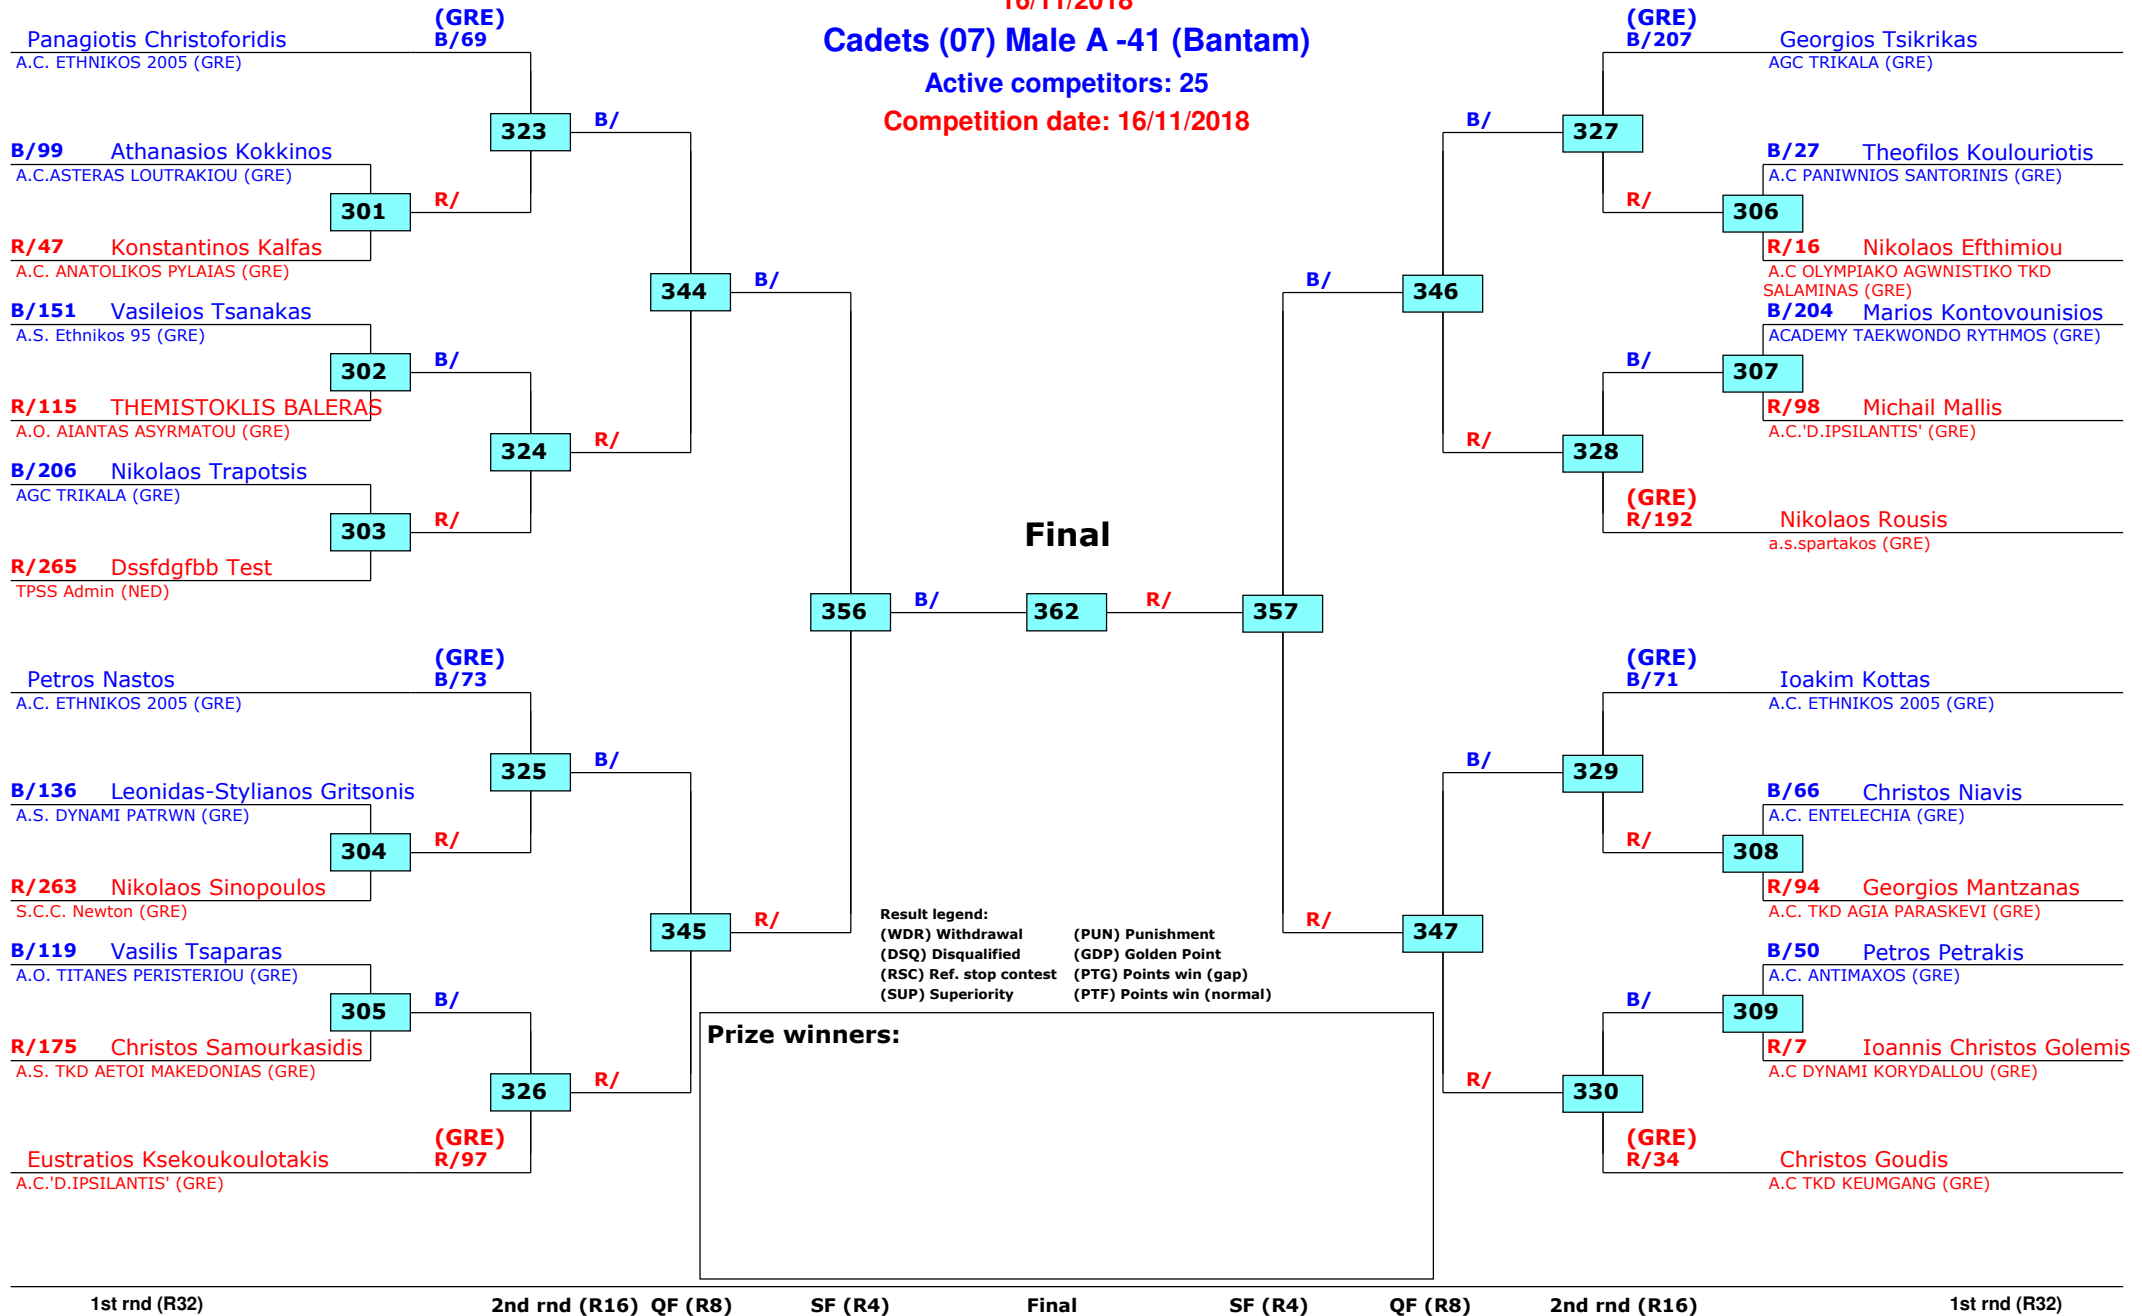 16/11/2018
Cadets (07) Male A -41 (Bantam)
Active competitors: 25
Competition date: 16/11/2018
(GRE)
Panagiotis Christoforidis B/69
A.C. ETHNIKOS 2005 (GRE)
323
B/
B/99 Athanasios Kokkinos
A.C.ASTERAS LOUTRAKIOU (GRE)
301
R/
R/47 Konstantinos Kalfas
A.C. ANATOLIKOS PYLAIAS (GRE)
344
B/
B/151 Vasileios Tsanakas
A.S. Ethnikos 95 (GRE)
302
B/
R/115 THEMISTOKLIS BALERAS
A.O. AIANTAS ASYRMATOU (GRE)
324
R/
B/206 Nikolaos Trapotsis
AGC TRIKALA (GRE)
303
R/
R/265 Dssfdgfbb Test
TPSS Admin (NED)
356
B/
(GRE)
Petros Nastos B/73
A.C. ETHNIKOS 2005 (GRE)
325
B/
B/136 Leonidas-Stylianos Gritsonis
A.S. DYNAMI PATRWN (GRE)
304
R/
R/263 Nikolaos Sinopoulos
S.C.C. Newton (GRE)
345
R/
B/119 Vasilis Tsaparas
A.O. TITANES PERISTERIOU (GRE)
305
B/
R/175 Christos Samourkasidis
A.S. TKD AETOI MAKEDONIAS (GRE)
326
R/
(GRE)
Eustratios Ksekoukoulotakis R/97
A.C.'D.IPSILANTIS' (GRE)
Final
362
R/
357
(GRE)
B/207 Georgios Tsikrikas
AGC TRIKALA (GRE)
B/
327
B/27 Theofilos Koulouriotis
A.C PANIWNIOS SANTORINIS (GRE)
R/
306
R/16 Nikolaos Efthimiou
A.C OLYMPIAKO AGWNISTIKO TKD
SALAMINAS (GRE)
B/
346
B/204 Marios Kontovounisios
ACADEMY TAEKWONDO RYTHMOS (GRE)
B/
307
R/98 Michail Mallis
A.C.'D.IPSILANTIS' (GRE)
R/
328
(GRE)
R/192 Nikolaos Rousis
a.s.spartakos (GRE)
(GRE)
B/71 Ioakim Kottas
A.C. ETHNIKOS 2005 (GRE)
B/
329
B/66 Christos Niavis
A.C. ENTELECHIA (GRE)
R/
308
R/94 Georgios Mantzanas
A.C. TKD AGIA PARASKEVI (GRE)
R/
347
B/50 Petros Petrakis
A.C. ANTIMAXOS (GRE)
B/
309
R/7 Ioannis Christos Golemis
A.C DYNAMI KORYDALLOU (GRE)
R/
330
(GRE)
R/34 Christos Goudis
A.C TKD KEUMGANG (GRE)
Result legend:
(WDR) Withdrawal (PUN) Punishment
(DSQ) Disqualified (GDP) Golden Point
(RSC) Ref. stop contest (PTG) Points win (gap)
(SUP) Superiority (PTF) Points win (normal)
Prize winners:
1st rnd (R32) 2nd rnd (R16) QF (R8) SF (R4) Final SF (R4) QF (R8) 2nd rnd (R16) 1st rnd (R32)